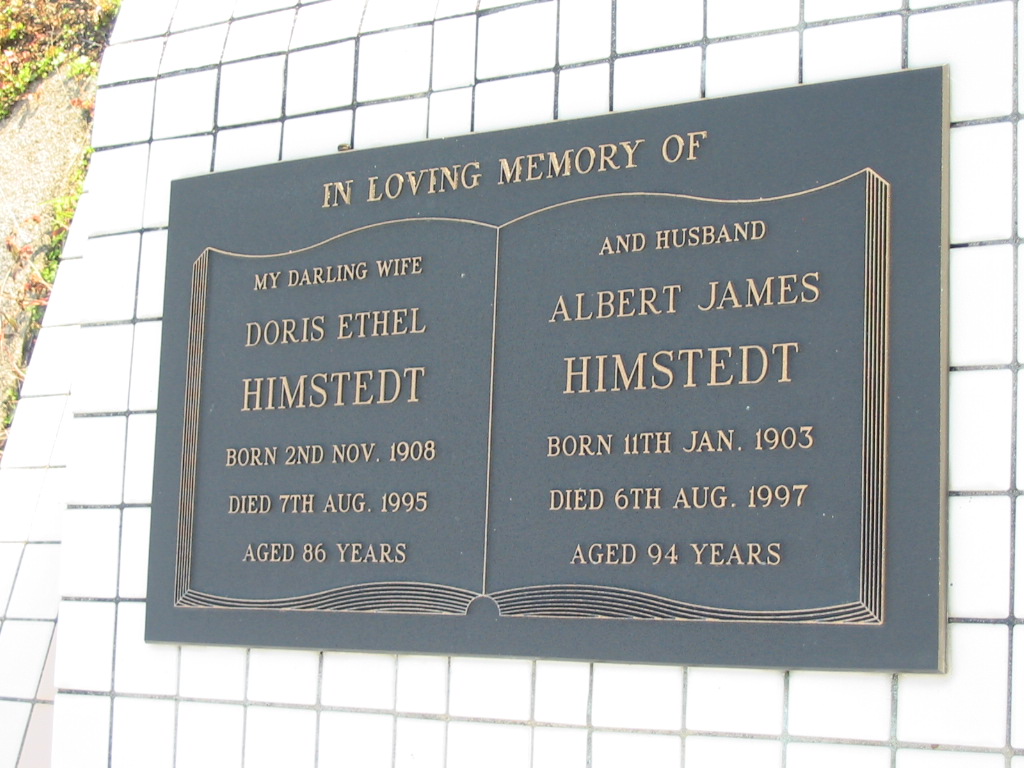 IN LOVING MEMORY OF
MY DARLING WIFE
DORIS ETHEL
HIMSTEDT
BORN 2ND NOV. 1908
DIED 7TH AUG. 1995
AGED 86 YEARS
AND HUSBAND
ALBERT JAMES
HIMSTEDT
BORN 11TH JAN. 1903
DIED 6TH AUG. 1997
AGED 94 YEARS